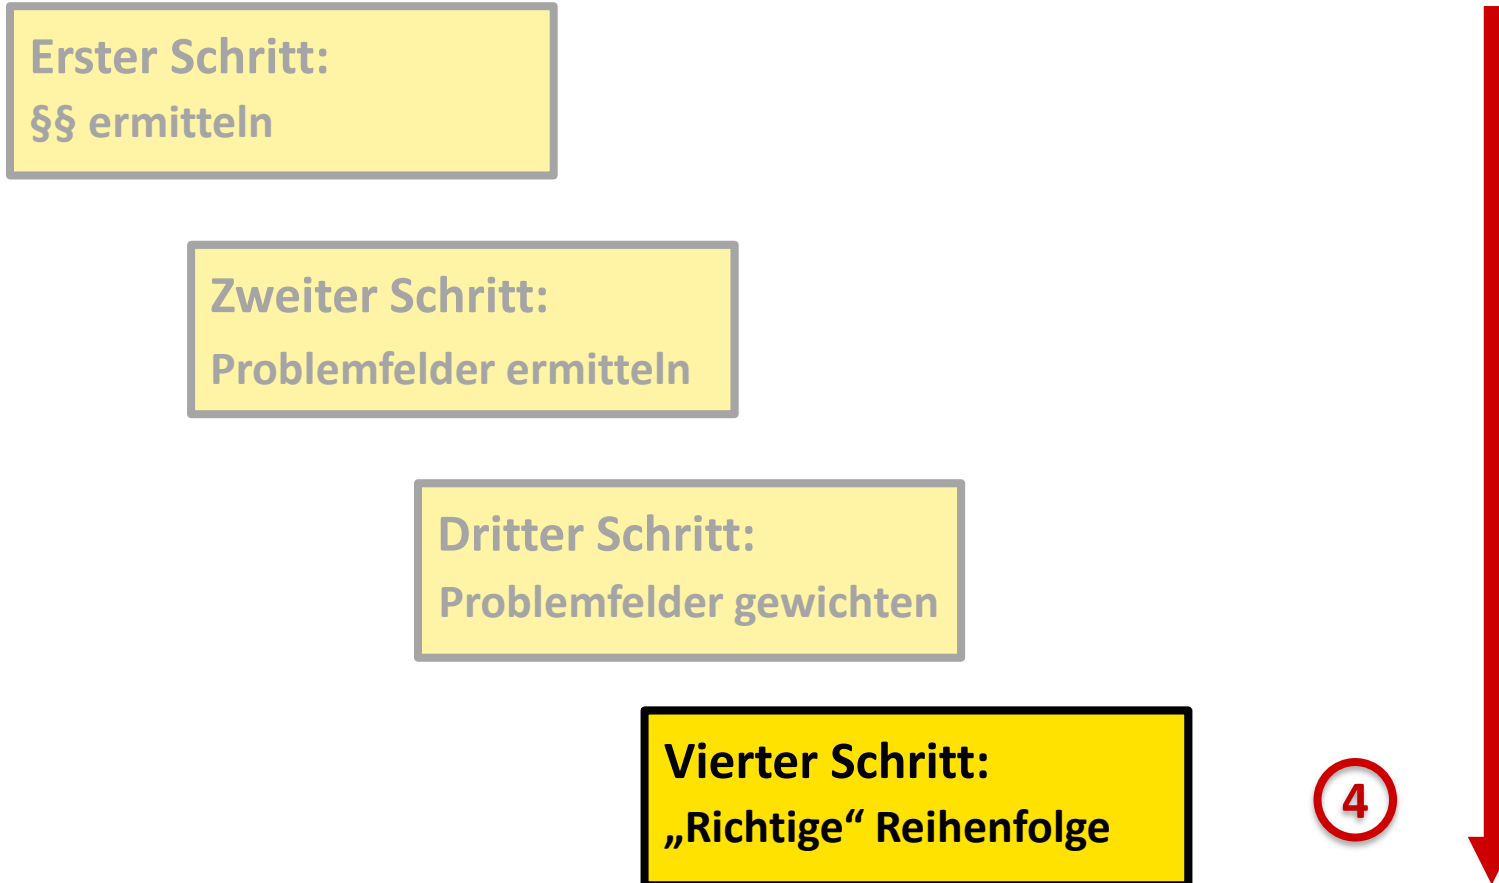 Erster Schritt:
§§ ermitteln
Zweiter Schritt:
Problemfelder ermitteln
Dritter Schritt:
Problemfelder gewichten
Vierter Schritt:
„Richtige“ Reihenfolge
4